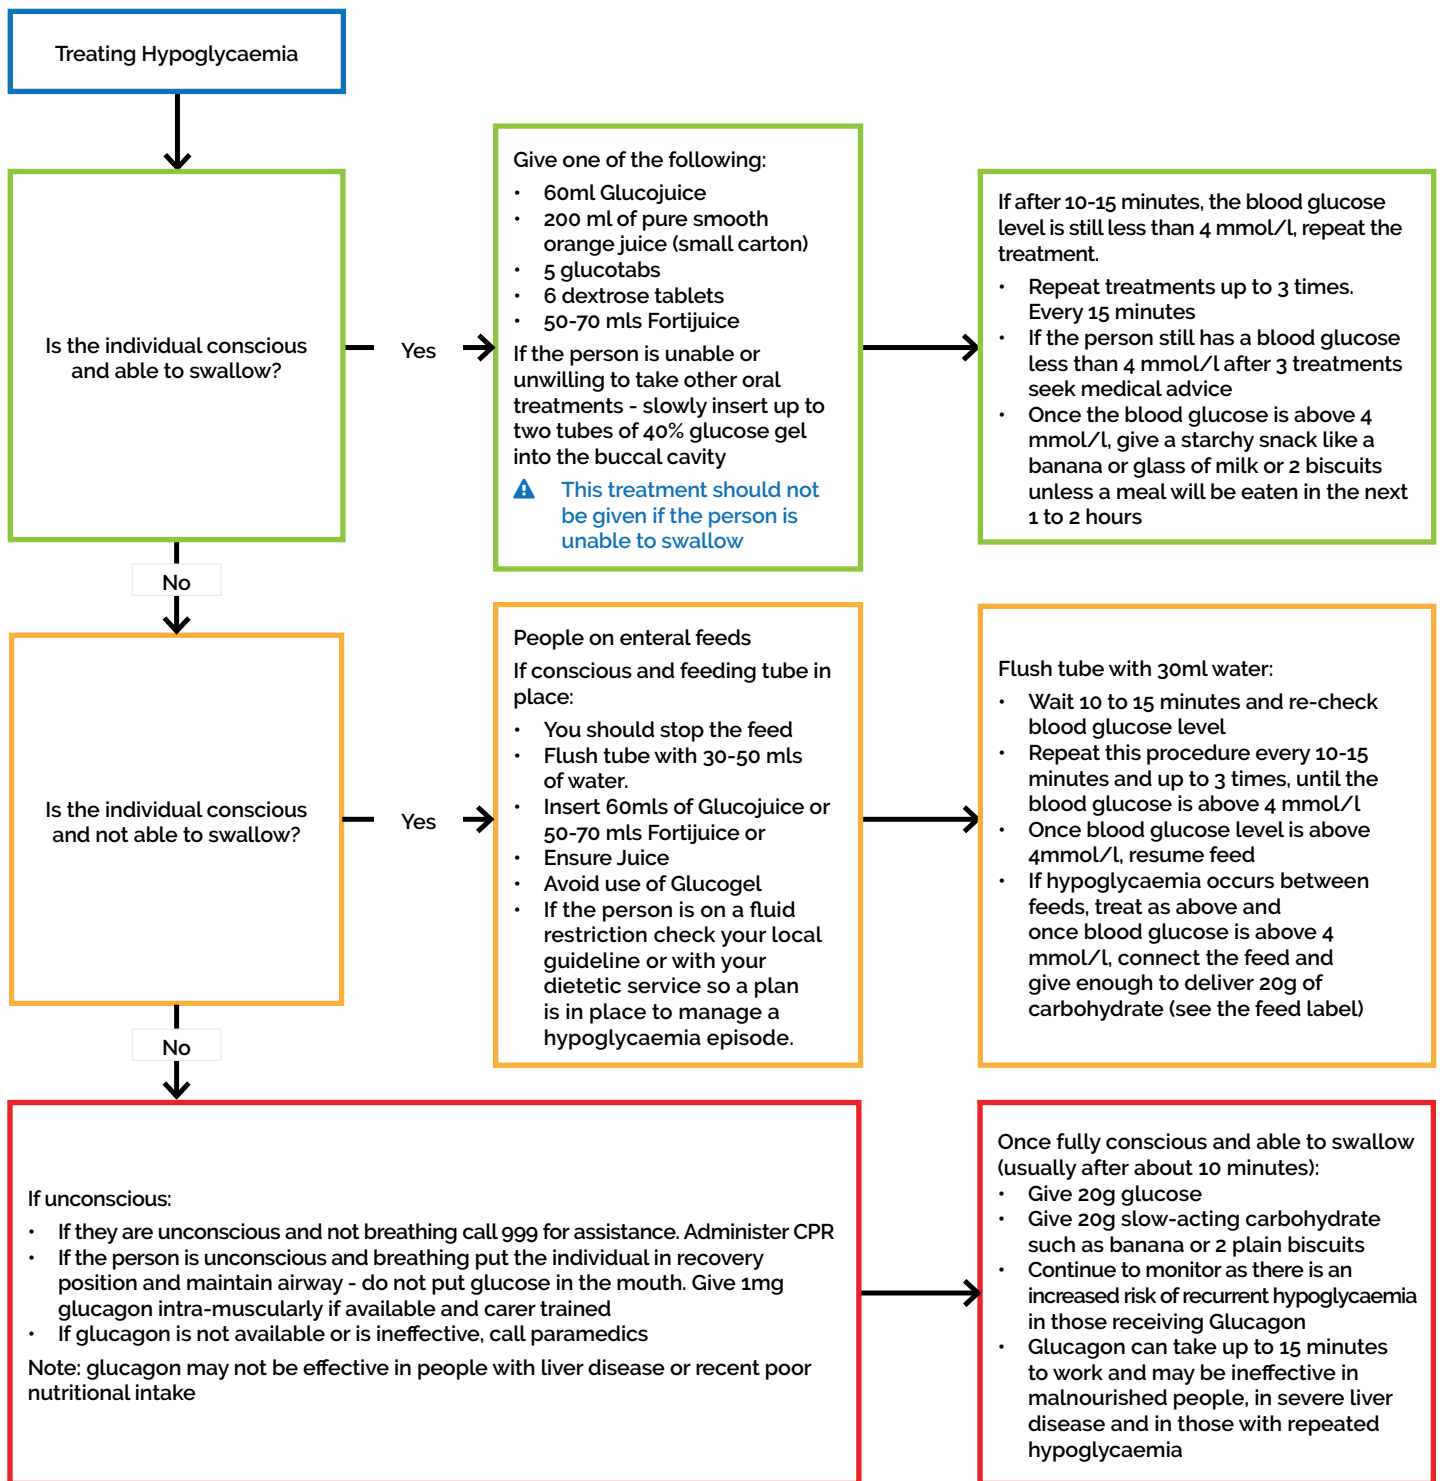 Treating Hypoglycaemia
Is the individual conscious
and able to swallow?
Yes
Give one of the following:
• 60ml Glucojuice
• 200 ml of pure smooth
orange juice (small carton)
• 5 glucotabs
• 6 dextrose tablets
• 50-70 mls Fortijuice
If the person is unable or
unwilling to take other oral
treatments - slowly insert up to
two tubes of 40% glucose gel
into the buccal cavity
This treatment should not
be given if the person is
unable to swallow
If after 10-15 minutes, the blood glucose
level is still less than 4 mmol/l, repeat the
treatment.
• Repeat treatments up to 3 times.
Every 15 minutes
• If the person still has a blood glucose
less than 4 mmol/l after 3 treatments
seek medical advice
• Once the blood glucose is above 4
mmol/l, give a starchy snack like a
banana or glass of milk or 2 biscuits
unless a meal will be eaten in the next
1 to 2 hours
No
Is the individual conscious
and not able to swallow?
Yes
People on enteral feeds
If conscious and feeding tube in
place:
• You should stop the feed
• Flush tube with 30-50 mls
of water.
• Insert 60mls of Glucojuice or
50-70 mls Fortijuice or
• Ensure Juice
• Avoid use of Glucogel
• If the person is on a fluid
restriction check your local
guideline or with your
dietetic service so a plan
is in place to manage a
hypoglycaemia episode.
Flush tube with 30ml water:
• Wait 10 to 15 minutes and re-check
blood glucose level
• Repeat this procedure every 10-15
minutes and up to 3 times, until the
blood glucose is above 4 mmol/l
• Once blood glucose level is above
4mmol/l, resume feed
• If hypoglycaemia occurs between
feeds, treat as above and
once blood glucose is above 4
mmol/l, connect the feed and
give enough to deliver 20g of
carbohydrate (see the feed label)
No
If unconscious:
• If they are unconscious and not breathing call 999 for assistance. Administer CPR
• If the person is unconscious and breathing put the individual in recovery
position and maintain airway - do not put glucose in the mouth. Give 1mg
glucagon intra-muscularly if available and carer trained
• If glucagon is not available or is ineffective, call paramedics
Note: glucagon may not be effective in people with liver disease or recent poor
nutritional intake
Once fully conscious and able to swallow
(usually after about 10 minutes):
• Give 20g glucose
• Give 20g slow-acting carbohydrate
such as banana or 2 plain biscuits
• Continue to monitor as there is an
increased risk of recurrent hypoglycaemia
in those receiving Glucagon
• Glucagon can take up to 15 minutes
to work and may be ineffective in
malnourished people, in severe liver
disease and in those with repeated
hypoglycaemia